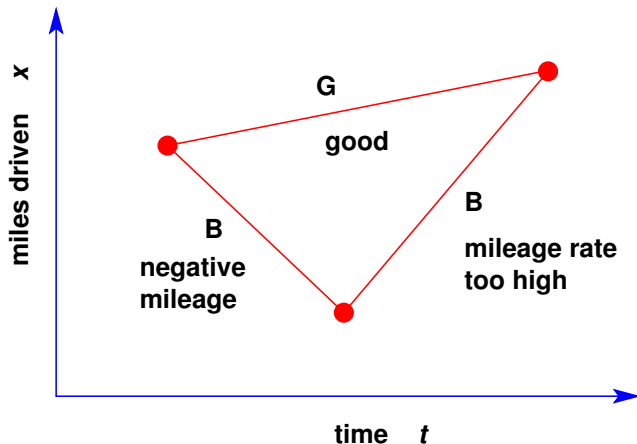 miles driven x
G
good
B
negative
mileage
B
mileage rate
too high
time t